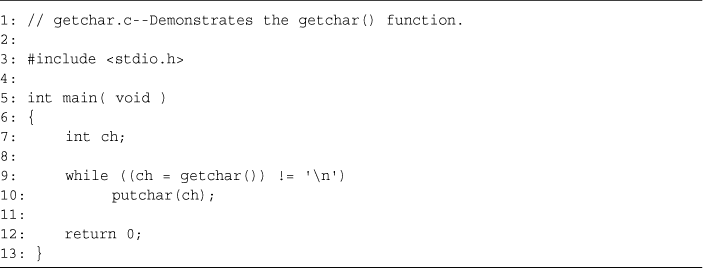 1: // getchar.c--Demonstrates the getchar() function.
2:
3: #include <stdio.h>
4:
5: int main( void )
6: {
7:     int ch;
8:
9:     while ((ch = getchar()) != '\n')
10:          putchar(ch);
11:
12:    return 0;
13: }